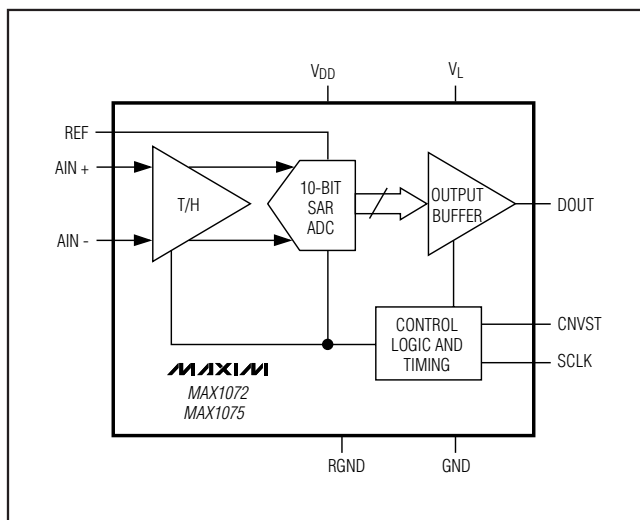 VDD
VL
REF
AIN +
AIN -
T/H
10-BIT
SAR
ADC
OUTPUT
BUFFER
DOUT
CONTROL
LOGIC AND
TIMING
CNVST
SCLK
MAXIM
MAX1072
MAX1075
RGND
GND